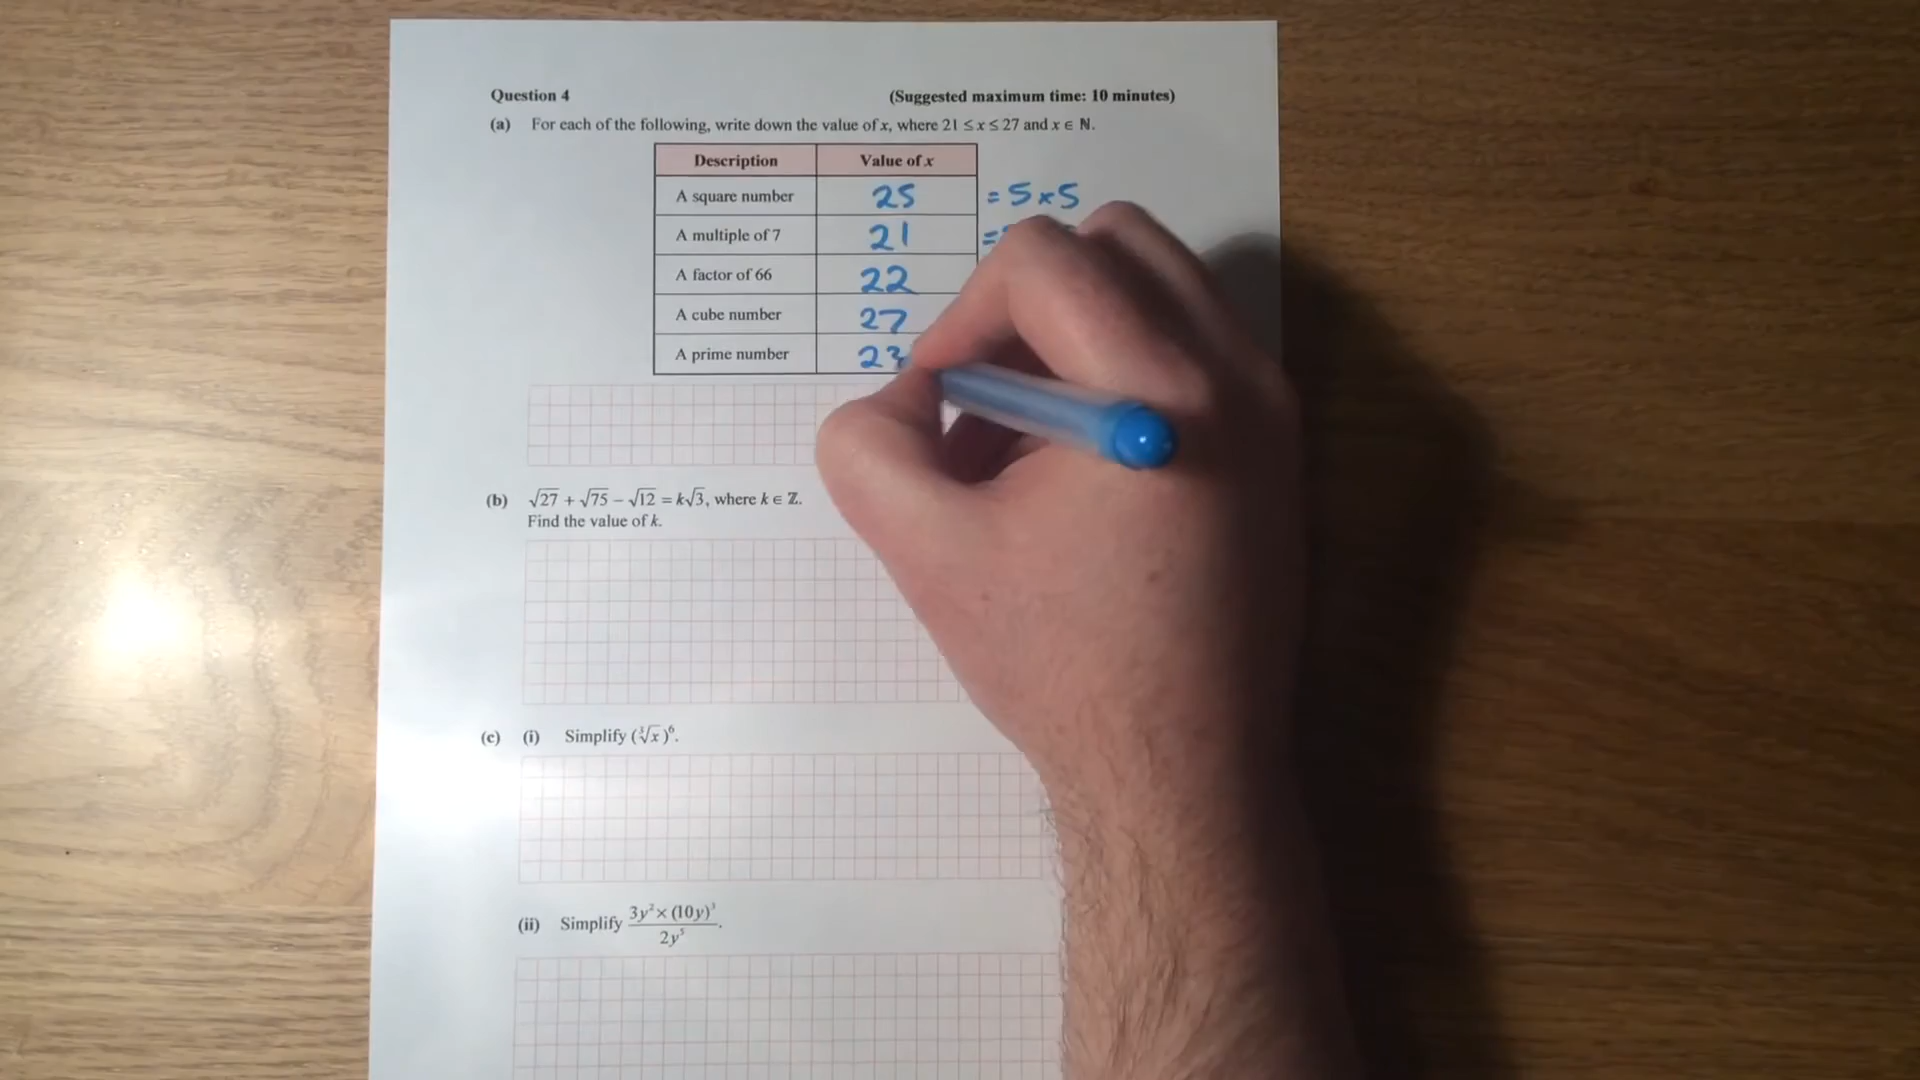 Question 4 (Suggested maximum time: 10 minutes)
(a) For each of the following, write down the value of x, where 21 ≤ x ≤ 27 and x ∈ ℕ.
Description Value of x
A square number 25 = 5 x 5
A multiple of 7 21 =
A factor of 66 22
A cube number 27
A prime number 23
(b) √27 + √75 − √12 = k√3, where k ∈ ℤ.
Find the value of k.
(c) (i) Simplify (∛x)⁶.
(ii) Simplify 3y² × (10y)³ / 2y⁵.